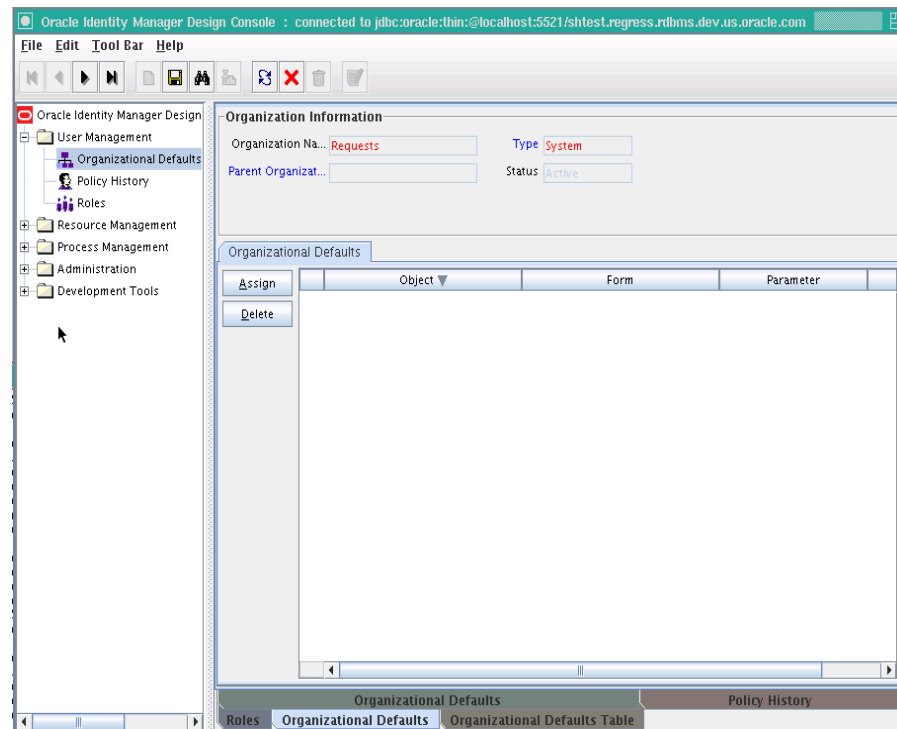 Oracle Identity Manager Design Console : connected to jdbc:oracle:thin:@localhost:5521/shtest.regress.rdbms.dev.us.oracle.com
File Edit Tool Bar Help
Oracle Identity Manager Design
User Management
Organizational Defaults
Policy History
Roles
Resource Management
Process Management
Administration
Development Tools
Organization Information
Organization Na... Requests Type System
Parent Organizat... Status Active
Organizational Defaults
Assign Object Form Parameter
Delete
Organizational Defaults Policy History
Roles Organizational Defaults Organizational Defaults Table